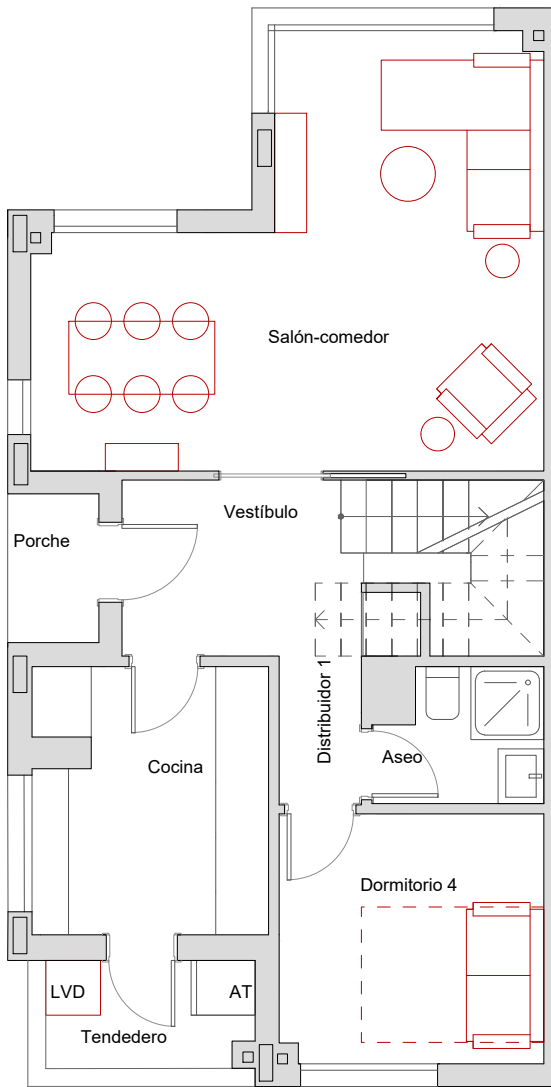 Salón-comedor
Vestíbulo
Porche
Distribuidor 1
Cocina
Aseo
Dormitorio 4
LVD
AT
Tendedero